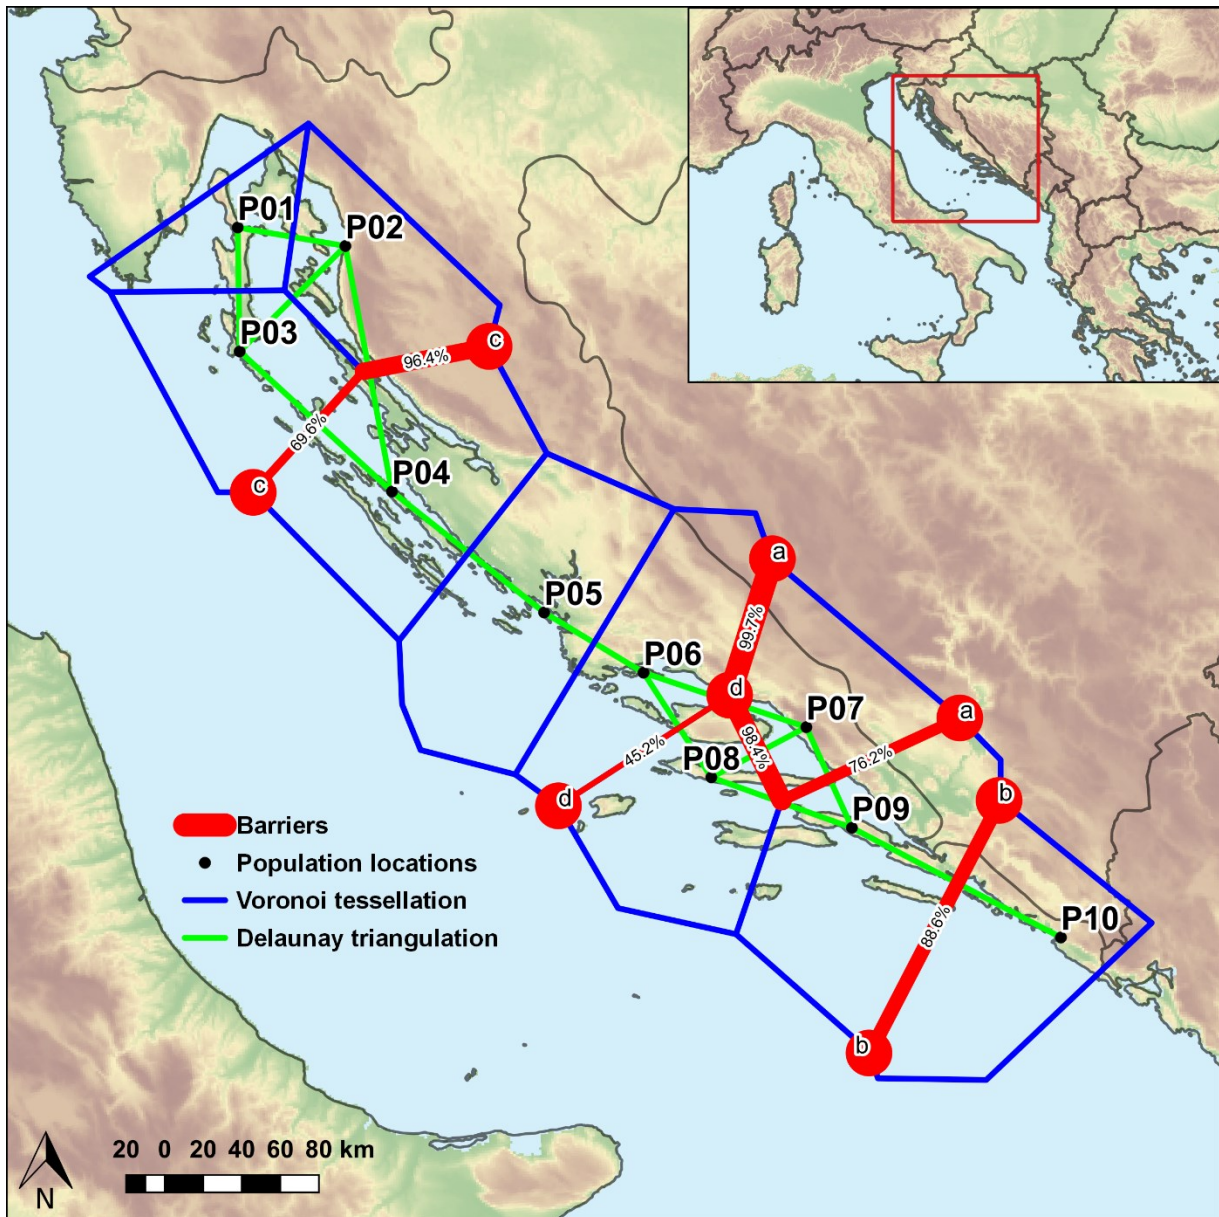 P01
P02
P03
c
96.4%
69.6%
c
P04
a
P05
99.7%
P06
d
a
P07
98.4%
45.2%
76.2%
P08
d
b
P09
88.6%
P10
b
Barriers
Population locations
Voronoi tessellation
Delaunay triangulation
20 0 20 40 60 80 km
N